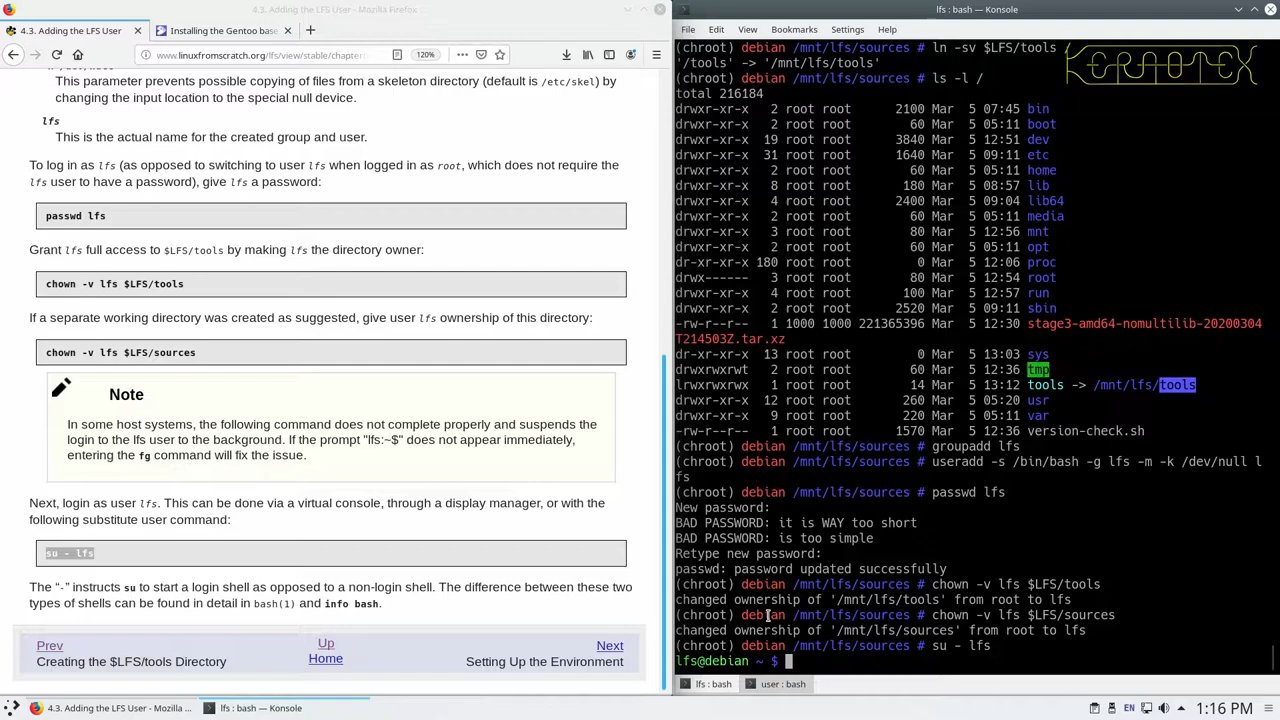 4.3. Adding the LFS User - Mozilla Firefox
4.3. Adding the LFS User
Installing the Gentoo base
www.linuxfromscratch.org/lfs/view/stable/chapter
120%
This parameter prevents possible copying of files from a skeleton directory (default is /etc/skel) by
changing the input location to the special null device.
lfs
This is the actual name for the created group and user.
To log in as lfs (as opposed to switching to user lfs when logged in as root, which does not require the
lfs user to have a password), give lfs a password:
passwd lfs
Grant lfs full access to $LFS/tools by making lfs the directory owner:
chown -v lfs $LFS/tools
If a separate working directory was created as suggested, give user lfs ownership of this directory:
chown -v lfs $LFS/sources
Note
In some host systems, the following command does not complete properly and suspends the
login to the lfs user to the background. If the prompt "lfs:~$" does not appear immediately,
entering the fg command will fix the issue.
Next, login as user lfs. This can be done via a virtual console, through a display manager, or with the
following substitute user command:
su - lfs
The “-” instructs su to start a login shell as opposed to a non-login shell. The difference between these two
types of shells can be found in detail in bash(1) and info bash.
Prev
Up
Next
Creating the $LFS/tools Directory
Home
Setting Up the Environment
lfs : bash — Konsole
File Edit View Bookmarks Settings Help
KERNOTEX
(chroot) debian /mnt/lfs/sources # ln -sv $LFS/tools
'/tools' -> '/mnt/lfs/tools'
(chroot) debian /mnt/lfs/sources # ls -l /
total 216184
drwxr-xr-x 2 root root 2100 Mar 5 07:45 bin
drwxr-xr-x 2 root root 60 Mar 5 05:11 boot
drwxr-xr-x 19 root root 3840 Mar 5 12:51 dev
drwxr-xr-x 31 root root 1640 Mar 5 09:11 etc
drwxr-xr-x 2 root root 60 Mar 5 05:11 home
drwxr-xr-x 8 root root 180 Mar 5 08:57 lib
drwxr-xr-x 4 root root 2400 Mar 5 09:04 lib64
drwxr-xr-x 2 root root 60 Mar 5 05:11 media
drwxr-xr-x 3 root root 80 Mar 5 12:56 mnt
drwxr-xr-x 2 root root 60 Mar 5 05:11 opt
dr-xr-xr-x 180 root root 0 Mar 5 12:06 proc
drwx------ 3 root root 80 Mar 5 12:54 root
drwxr-xr-x 4 root root 100 Mar 5 12:57 run
drwxr-xr-x 2 root root 2520 Mar 5 09:11 sbin
-rw-r--r-- 1 1000 1000 221365396 Mar 5 12:30 stage3-amd64-nomultilib-20200304
T214503Z.tar.xz
dr-xr-xr-x 13 root root 0 Mar 5 13:03 sys
drwxrwxrwt 2 root root 60 Mar 5 12:36 tmp
lrwxrwxrwx 1 root root 14 Mar 5 13:12 tools -> /mnt/lfs/tools
drwxr-xr-x 12 root root 260 Mar 5 05:20 usr
drwxr-xr-x 9 root root 220 Mar 5 05:11 var
-rw-r--r-- 1 root root 1570 Mar 5 12:36 version-check.sh
(chroot) debian /mnt/lfs/sources # groupadd lfs
(chroot) debian /mnt/lfs/sources # useradd -s /bin/bash -g lfs -m -k /dev/null l
fs
(chroot) debian /mnt/lfs/sources # passwd lfs
New password:
BAD PASSWORD: it is WAY too short
BAD PASSWORD: is too simple
Retype new password:
passwd: password updated successfully
(chroot) debian /mnt/lfs/sources # chown -v lfs $LFS/tools
changed ownership of '/mnt/lfs/tools' from root to lfs
(chroot) debian /mnt/lfs/sources # chown -v lfs $LFS/sources
changed ownership of '/mnt/lfs/sources' from root to lfs
(chroot) debian /mnt/lfs/sources # su - lfs
lfs@debian ~ $
lfs : bash
user : bash
4.3. Adding the LFS User - Mozilla ...
lfs : bash — Konsole
EN
1:16 PM